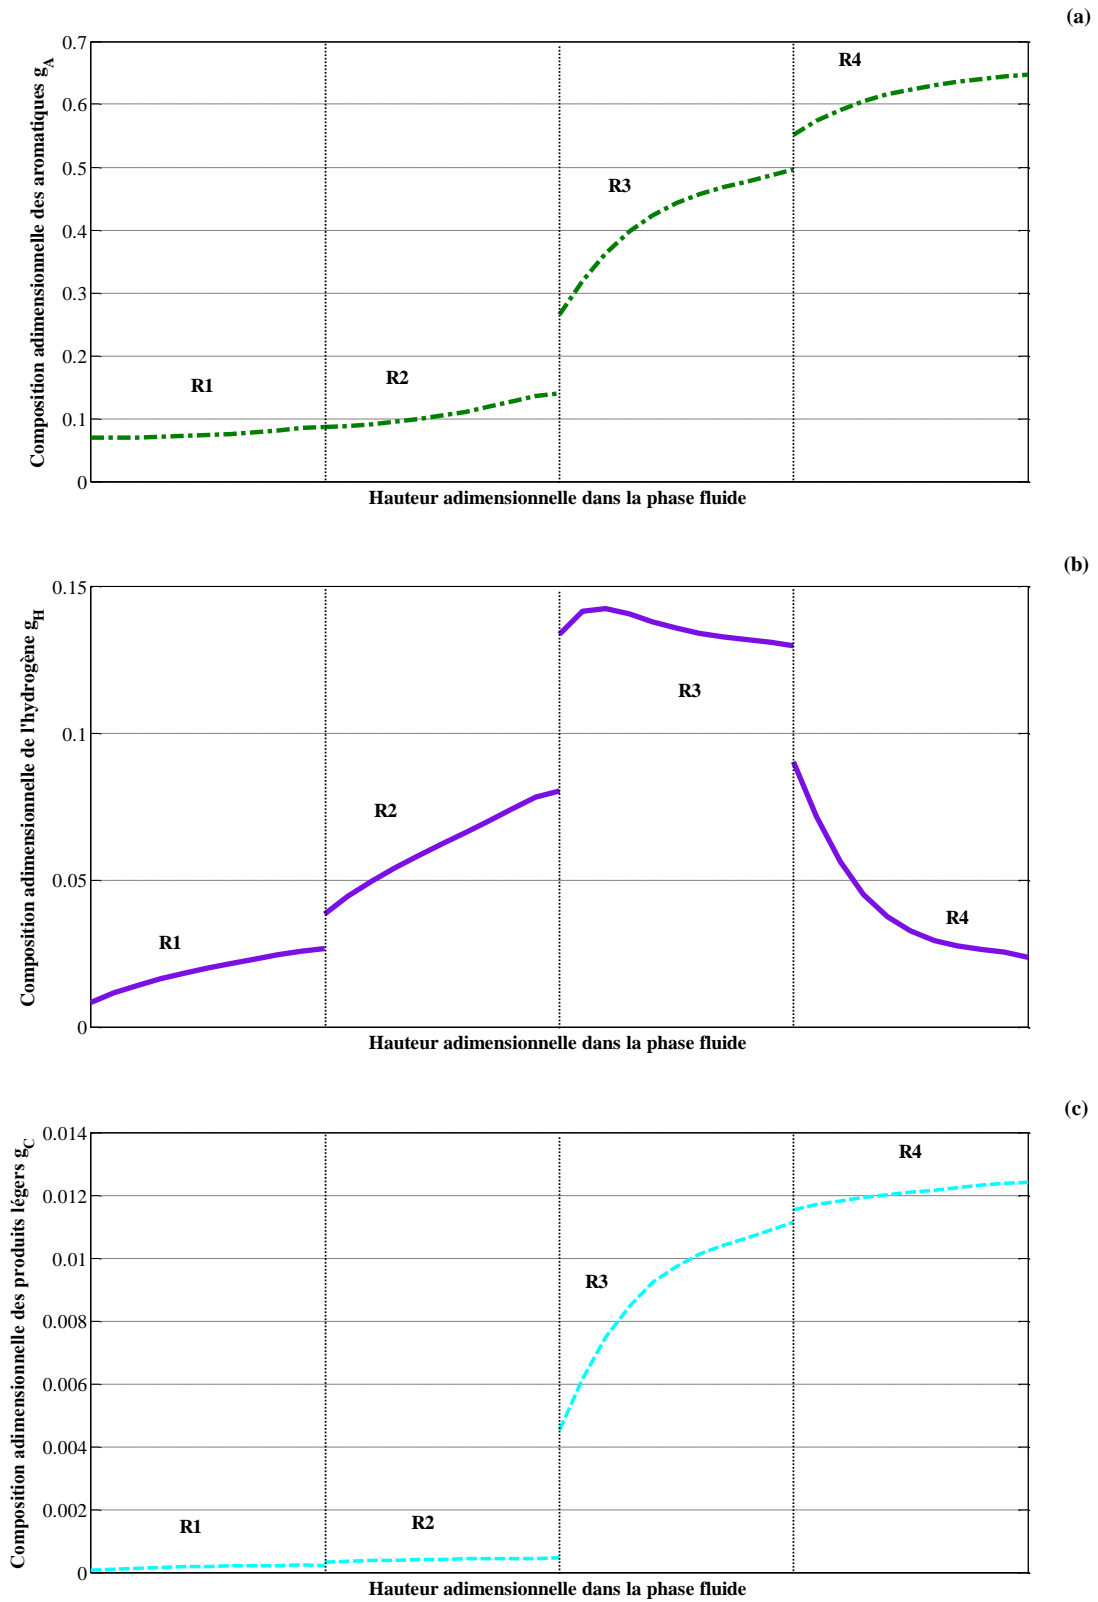 (a)
Composition adimensionnelle des aromatiques g_A
0.7
0.6
0.5
0.4
0.3
0.2
0.1
0
R1
R2
R3
R4
Hauteur adimensionnelle dans la phase fluide
(b)
Composition adimensionnelle de l'hydrogène g_H
0.15
0.1
0.05
0
R1
R2
R3
R4
Hauteur adimensionnelle dans la phase fluide
(c)
Composition adimensionnelle des produits légers g_C
0.014
0.012
0.01
0.008
0.006
0.004
0.002
0
R1
R2
R3
R4
Hauteur adimensionnelle dans la phase fluide